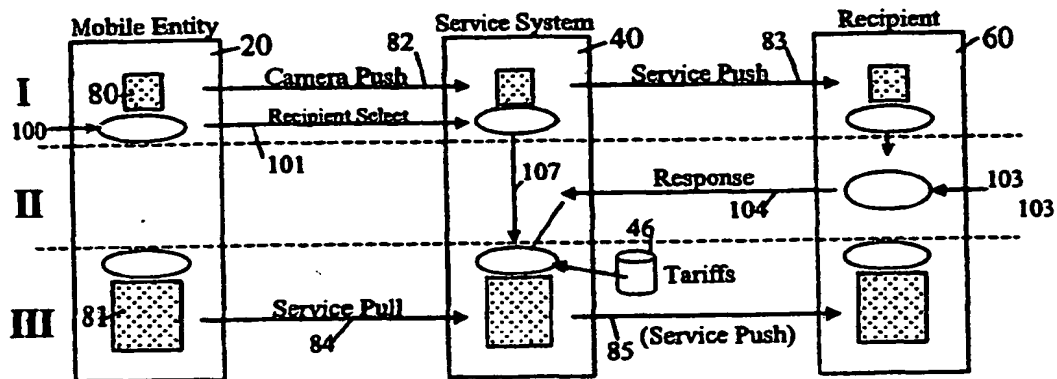 Mobile Entity
Service System
Recipient
20
82
40
83
60
I
80
Camera Push
Service Push
100
Recipient Select
101
107
II
Response
103
104
103
46
Tariffs
III
81
Service Pull
84
85
(Service Push)